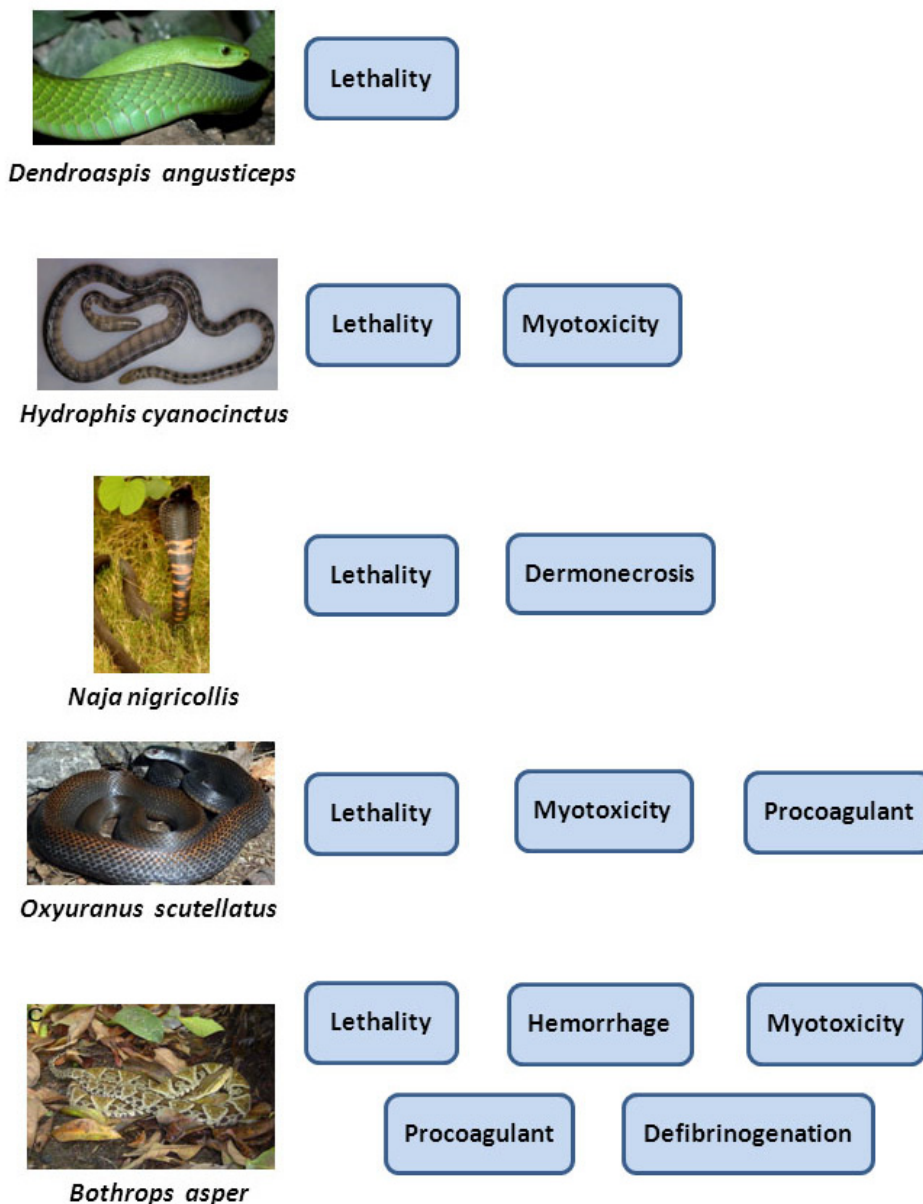 Lethality
Dendroaspis angusticeps
Lethality Myotoxicity
Hydrophis cyanocinctus
Lethality Dermonecrosis
Naja nigricollis
Lethality Myotoxicity Procoagulant
Oxyuranus scutellatus
C
Lethality Hemorrhage Myotoxicity
Procoagulant Defibrinogenation
Bothrops asper